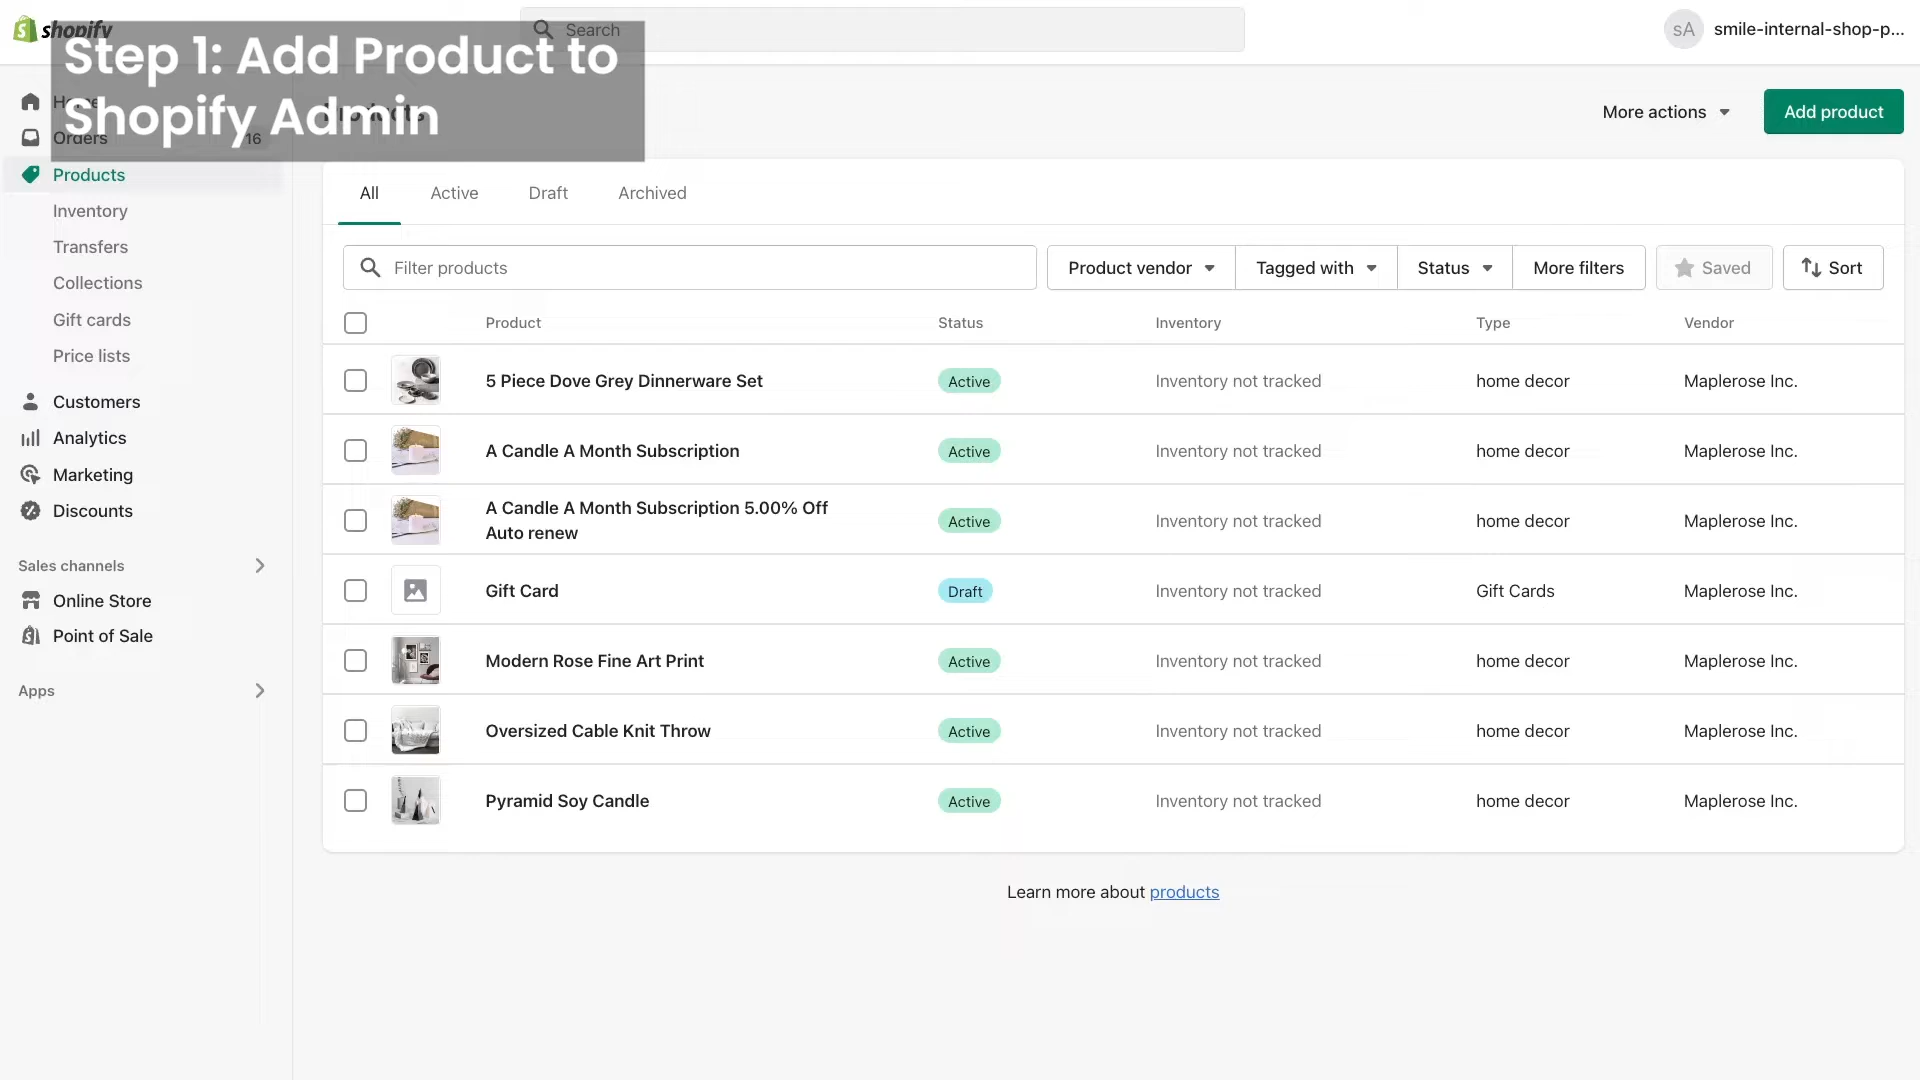 shopify
Search
SA
smile-internal-shop-p...
Step 1: Add Product to
Shopify Admin
Home
Orders
16
Products
Inventory
Transfers
Collections
Gift cards
Price lists
Customers
Analytics
Marketing
Discounts
Sales channels
Online Store
Point of Sale
Apps
Products
More actions
Add product
All Active Draft Archived
Filter products
Product vendor Tagged with Status More filters Saved Sort
Product Status Inventory Type Vendor
5 Piece Dove Grey Dinnerware Set Active Inventory not tracked home decor Maplerose Inc.
A Candle A Month Subscription Active Inventory not tracked home decor Maplerose Inc.
A Candle A Month Subscription 5.00% Off
Auto renew Active Inventory not tracked home decor Maplerose Inc.
Gift Card Draft Inventory not tracked Gift Cards Maplerose Inc.
Modern Rose Fine Art Print Active Inventory not tracked home decor Maplerose Inc.
Oversized Cable Knit Throw Active Inventory not tracked home decor Maplerose Inc.
Pyramid Soy Candle Active Inventory not tracked home decor Maplerose Inc.
Learn more about products